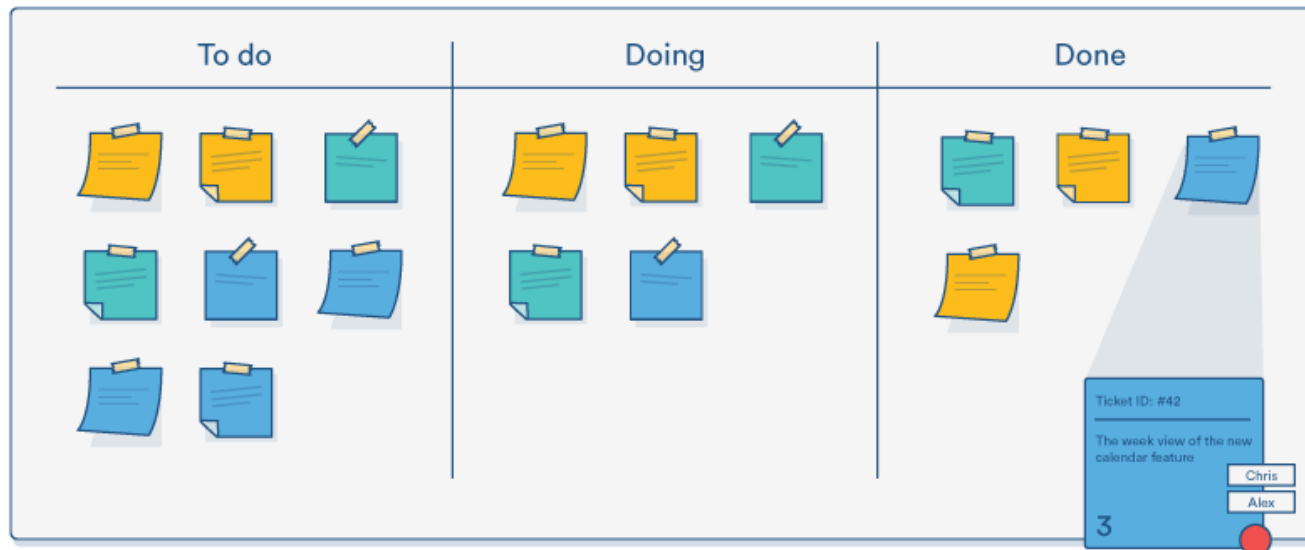 To do
Doing
Done
Ticket ID: #42
The week view of the new
calendar feature
Chris
Alex
3